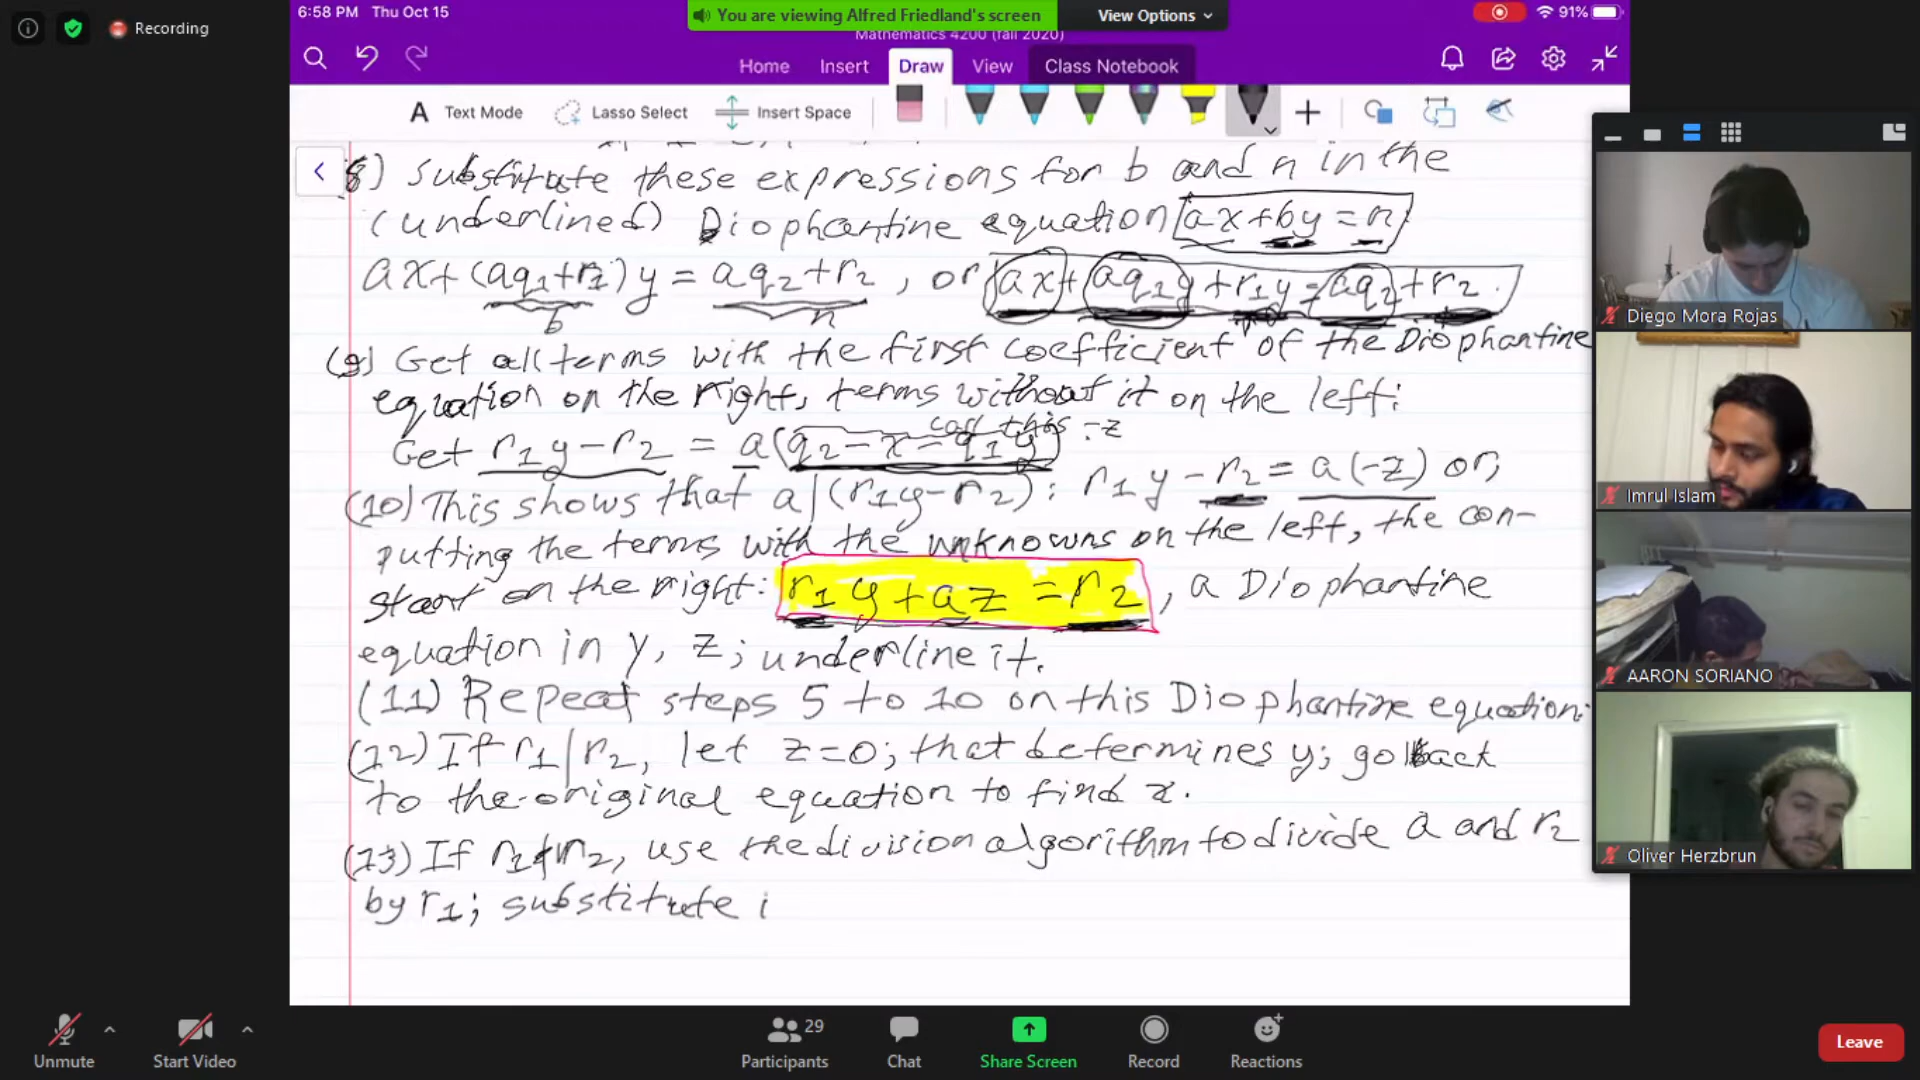 6:58 PM Thu Oct 15
Recording
You are viewing Alfred Friedland's screen
View Options
91%
Mathematics 4200 (fall 2020)
Home Insert Draw View Class Notebook
A Text Mode Lasso Select Insert Space
8) Substitute these expressions for b and n in the
(underlined) Diophantine equation ax+by=n
ax+(aq1+r1)y = aq2+r2, or ax+aq1y+r1y=aq2+r2.
b n
(9) Get all terms with the first coefficient of the Diophantine
equation on the right, terms without it on the left:
call this -z
Get r1y-r2 = a(q2-x-q1y)
(10) This shows that a|(r1y-r2): r1y-r2=a(-z) or,
putting the terms with the unknowns on the left, the con-
stant on the right: r1y+az=r2, a Diophantine
equation in y, z; underline it.
(11) Repeat steps 5 to 10 on this Diophantine equation.
(12) If r1|r2, let z=0; that determines y; go back
to the original equation to find x.
(13) If r1∤r2, use the division algorithm to divide a and r2
by r1; substitute i
Diego Mora Rojas
Imrul Islam
AARON SORIANO
Oliver Herzbrun
Unmute Start Video Participants 29 Chat Share Screen Record Reactions Leave